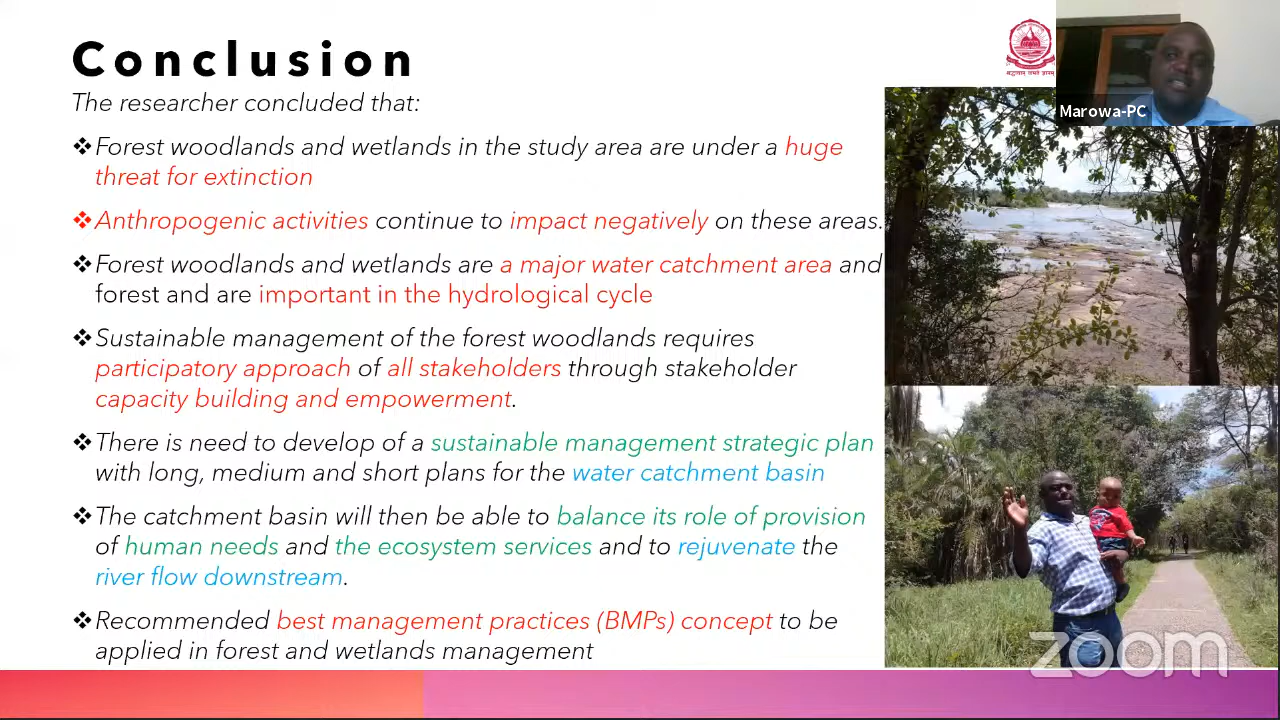 Conclusion
The researcher concluded that:
❖Forest woodlands and wetlands in the study area are under a huge
threat for extinction
❖Anthropogenic activities continue to impact negatively on these areas.
❖Forest woodlands and wetlands are a major water catchment area and
forest and are important in the hydrological cycle
❖Sustainable management of the forest woodlands requires
participatory approach of all stakeholders through stakeholder
capacity building and empowerment.
❖There is need to develop of a sustainable management strategic plan
with long, medium and short plans for the water catchment basin
❖The catchment basin will then be able to balance its role of provision
of human needs and the ecosystem services and to rejuvenate the
river flow downstream.
❖Recommended best management practices (BMPs) concept to be
applied in forest and wetlands management
Marowa-PC
zoom